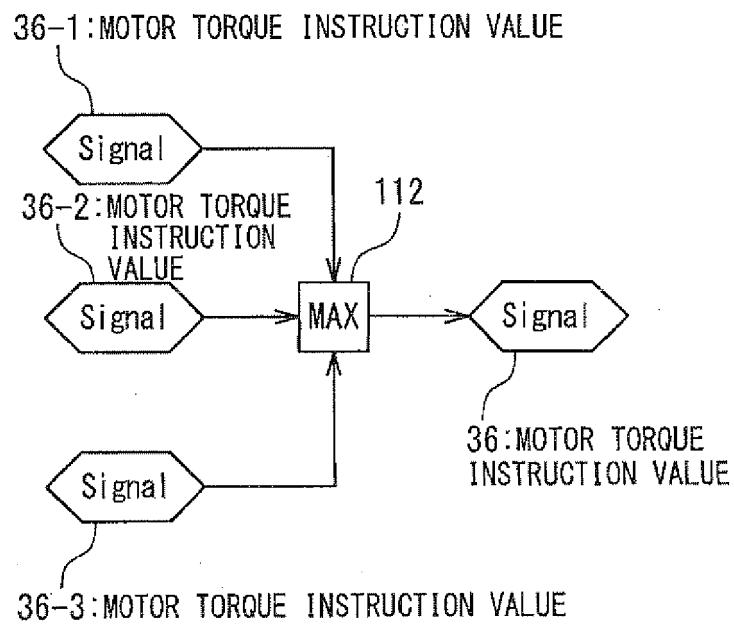 36-1:MOTOR TORQUE INSTRUCTION VALUE
Signal
36-2:MOTOR TORQUE
INSTRUCTION
VALUE
112
Signal
MAX
Signal
36:MOTOR TORQUE
INSTRUCTION VALUE
Signal
36-3:MOTOR TORQUE INSTRUCTION VALUE